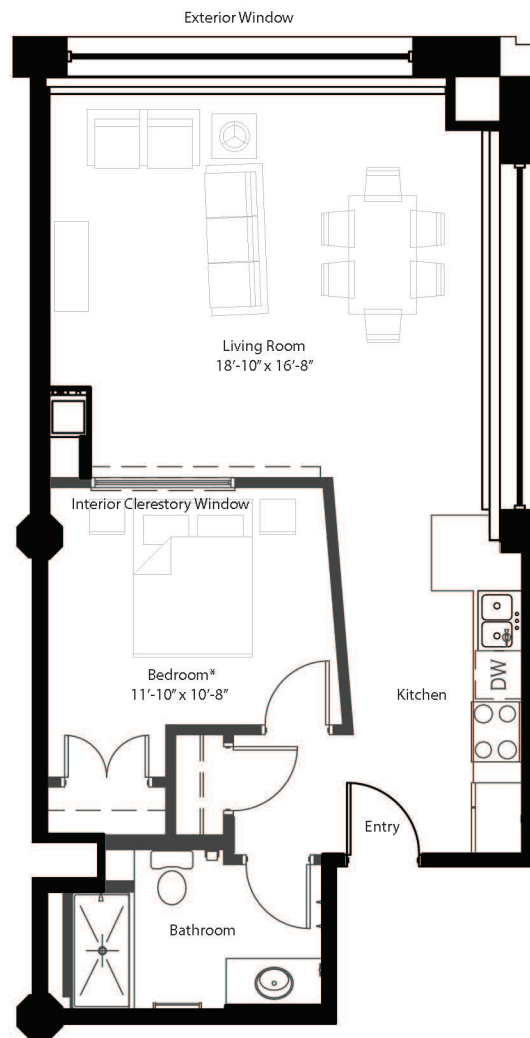 Exterior Window
Living Room
18'-10" x 16'-8"
Interior Clerestory Window
Bedroom*
11'-10" x 10'-8"
DW
Kitchen
Entry
Bathroom